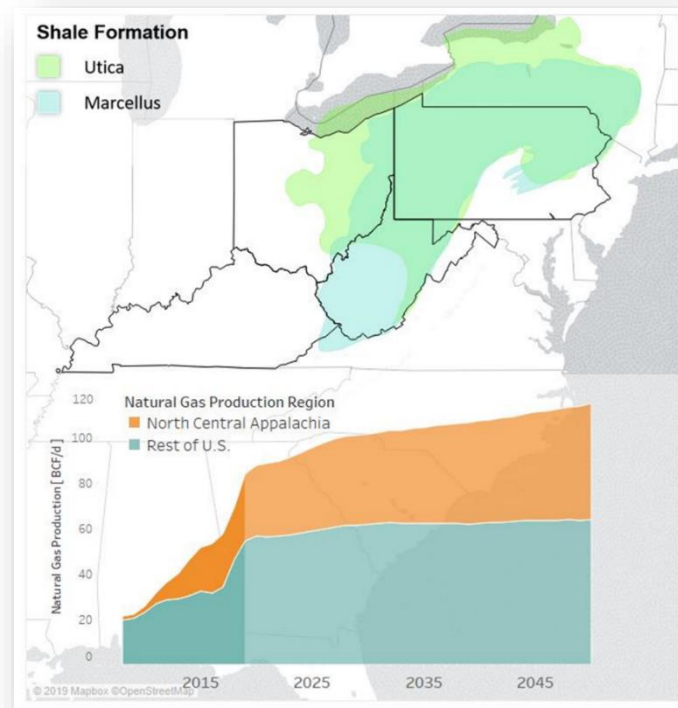 Shale Formation
Utica
Marcellus
Natural Gas Production Region
North Central Appalachia
Rest of U.S.
Natural Gas Production [ BCF/d ]
120
100
80
60
40
20
0
2015
2025
2035
2045
© 2019 Mapbox ©OpenStreetMap